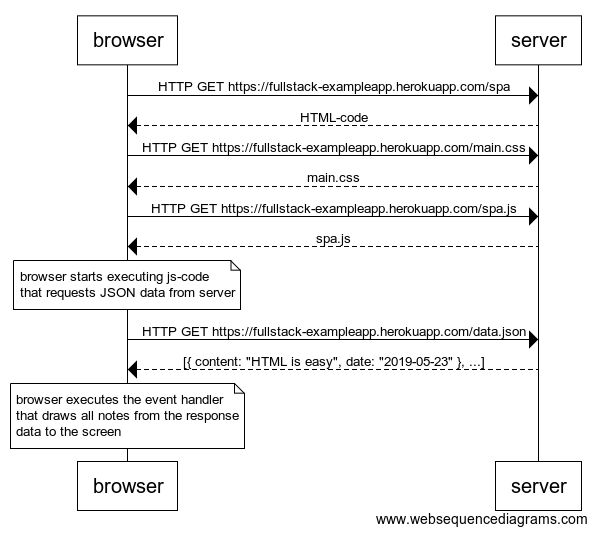 browser
server
HTTP GET https://fullstack-exampleapp.herokuapp.com/spa
HTML-code
HTTP GET https://fullstack-exampleapp.herokuapp.com/main.css
main.css
HTTP GET https://fullstack-exampleapp.herokuapp.com/spa.js
spa.js
browser starts executing js-code
that requests JSON data from server
HTTP GET https://fullstack-exampleapp.herokuapp.com/data.json
[{ content: "HTML is easy", date: "2019-05-23" }, ...]
browser executes the event handler
that draws all notes from the response
data to the screen
browser
server
www.websequencediagrams.com